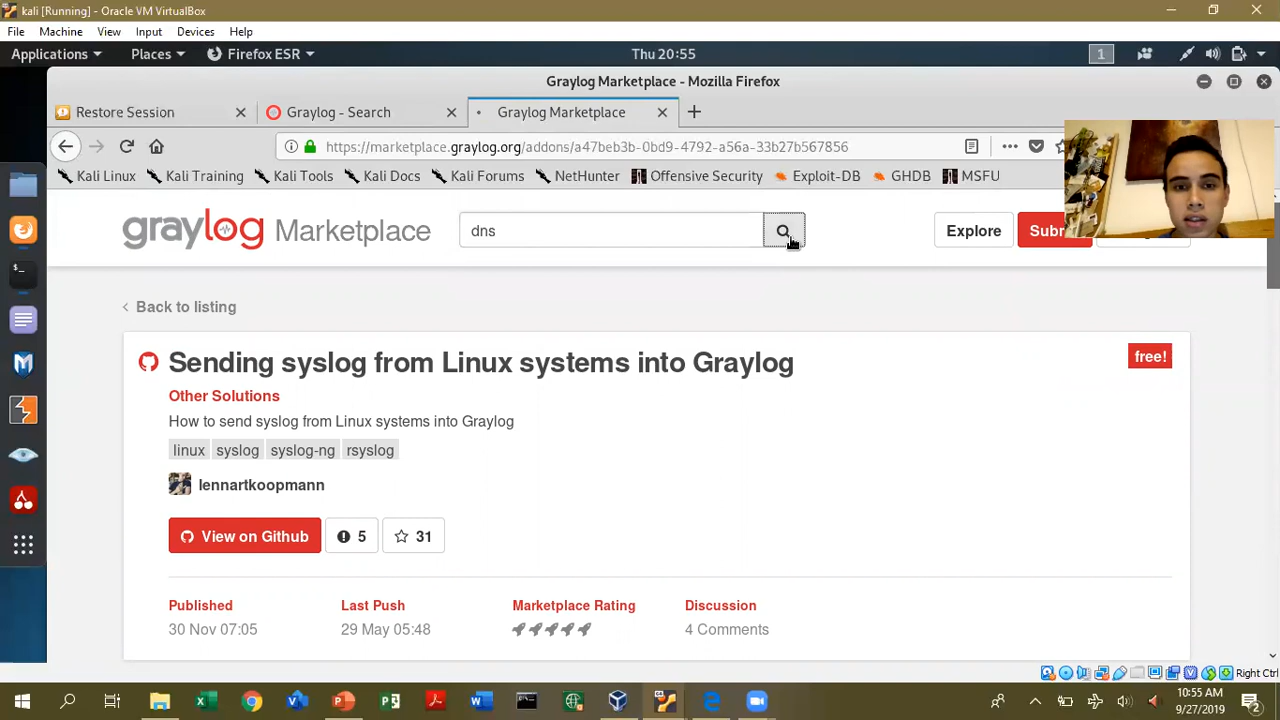 kali [Running] - Oracle VM VirtualBox
File Machine View Input Devices Help
Applications Places Firefox ESR Thu 20:55 1
Graylog Marketplace - Mozilla Firefox
Restore Session Graylog - Search Graylog Marketplace
https://marketplace.graylog.org/addons/a47beb3b-0bd9-4792-a56a-33b27b567856
Kali Linux Kali Training Kali Tools Kali Docs Kali Forums NetHunter Offensive Security Exploit-DB GHDB MSFU
graylog Marketplace dns Explore
Back to listing
Sending syslog from Linux systems into Graylog free!
Other Solutions
How to send syslog from Linux systems into Graylog
linux syslog syslog-ng rsyslog
lennartkoopmann
View on Github 5 31
Published Last Push Marketplace Rating Discussion
30 Nov 07:05 29 May 05:48 4 Comments
Right Ctrl
10:55 AM
9/27/2019 2